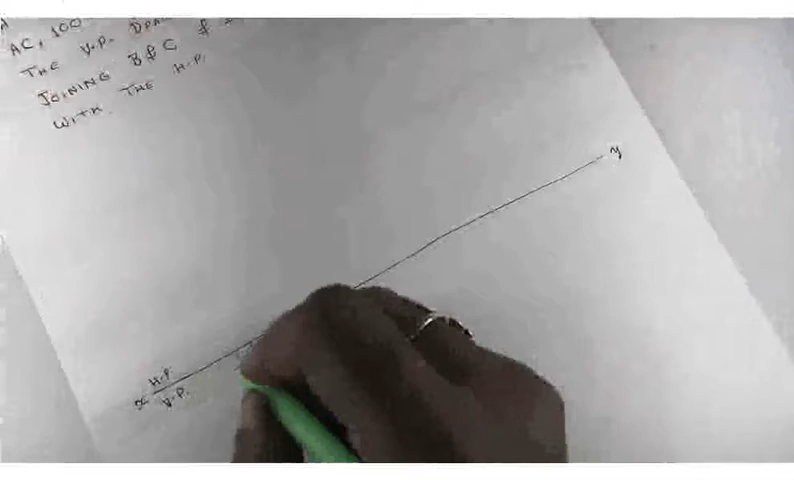 AC, 100
THE V.P. DRA
JOINING B & C &
WITH THE H.P.
y
H.P.
x V.P.